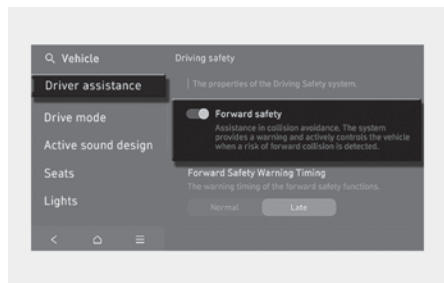 Vehicle
Driver assistance
Drive mode
Active sound design
Seats
Lights
Driving safety
The properties of the Driving Safety system.
Forward safety
Assistance in collision avoidance. The system
provides a warning and actively controls the vehicle
when a risk of forward collision is detected.
Forward Safety Warning Timing
The warning timing of the forward safety functions.
Normal
Late